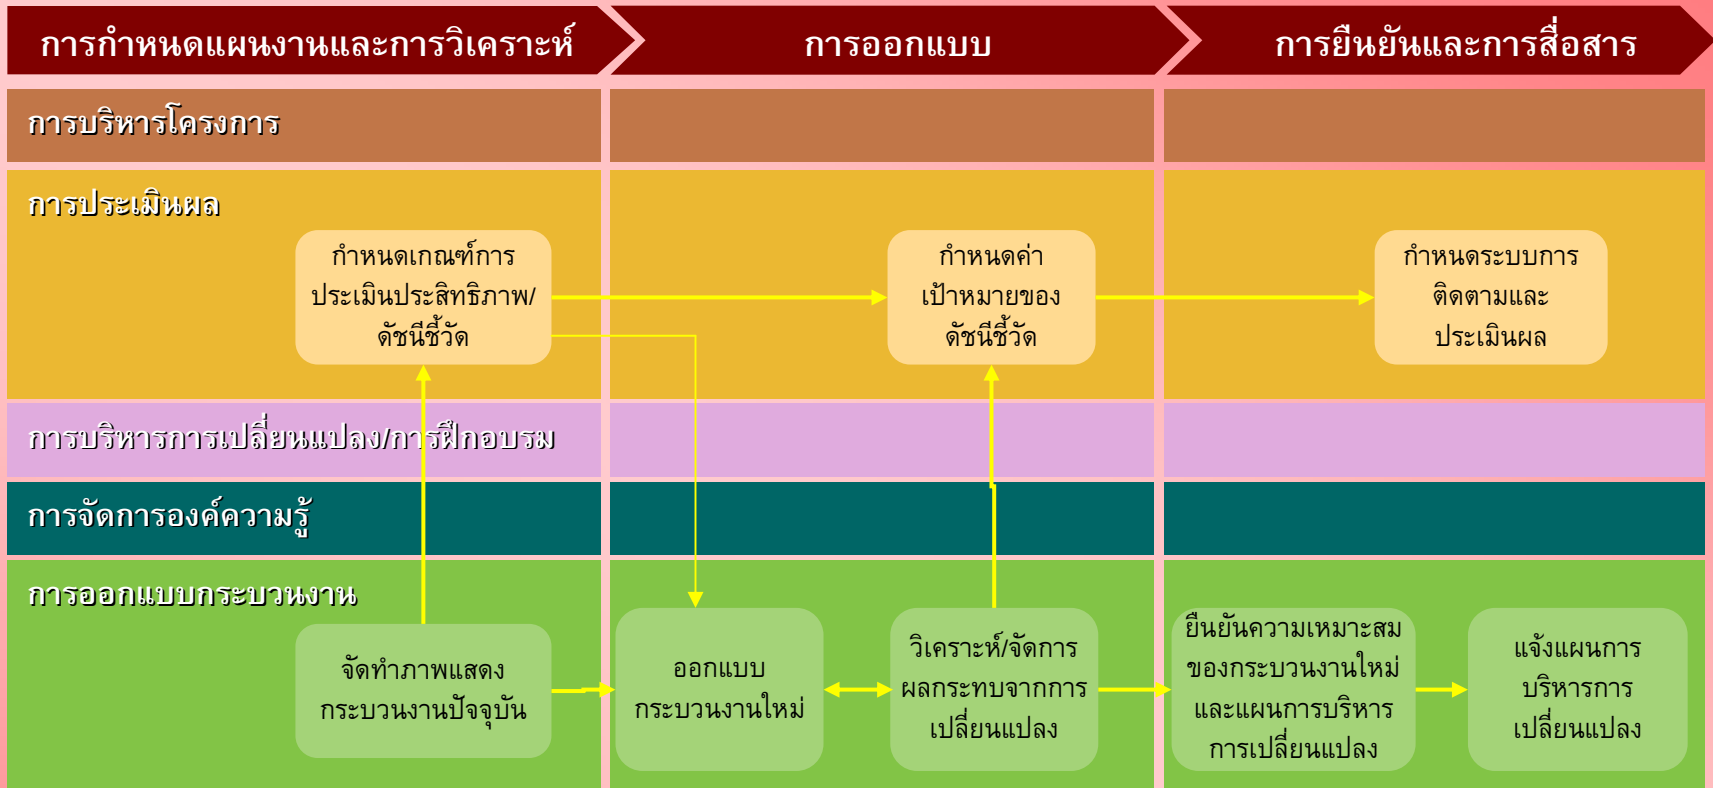 การกำหนดแผนงานและการวิเคราะห์
การออกแบบ
การยืนยันและการสื่อสาร
การบริหารโครงการ
การประเมินผล
กำหนดเกณฑ์การ
ประเมินประสิทธิภาพ/
ดัชนีชี้วัด
กำหนดค่า
เป้าหมายของ
ดัชนีชี้วัด
กำหนดระบบการ
ติดตามและ
ประเมินผล
การบริหารการเปลี่ยนแปลง/การฝึกอบรม
การจัดการองค์ความรู้
การออกแบบกระบวนงาน
จัดทำภาพแสดง
กระบวนงานปัจจุบัน
ออกแบบ
กระบวนงานใหม่
วิเคราะห์/จัดการ
ผลกระทบจากการ
เปลี่ยนแปลง
ยืนยันความเหมาะสม
ของกระบวนงานใหม่
และแผนการบริหาร
การเปลี่ยนแปลง
แจ้งแผนการ
บริหารการ
เปลี่ยนแปลง